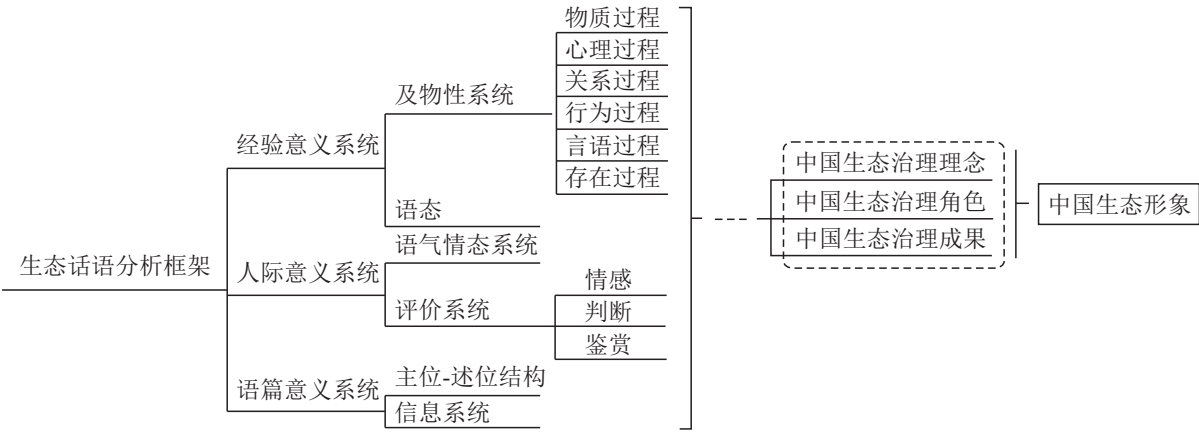 生态话语分析框架
经验意义系统
及物性系统
物质过程
心理过程
关系过程
行为过程
言语过程
存在过程
语态
人际意义系统
语气情态系统
评价系统
情感
判断
鉴赏
语篇意义系统
主位-述位结构
信息系统
中国生态治理理念
中国生态治理角色
中国生态治理成果
中国生态形象